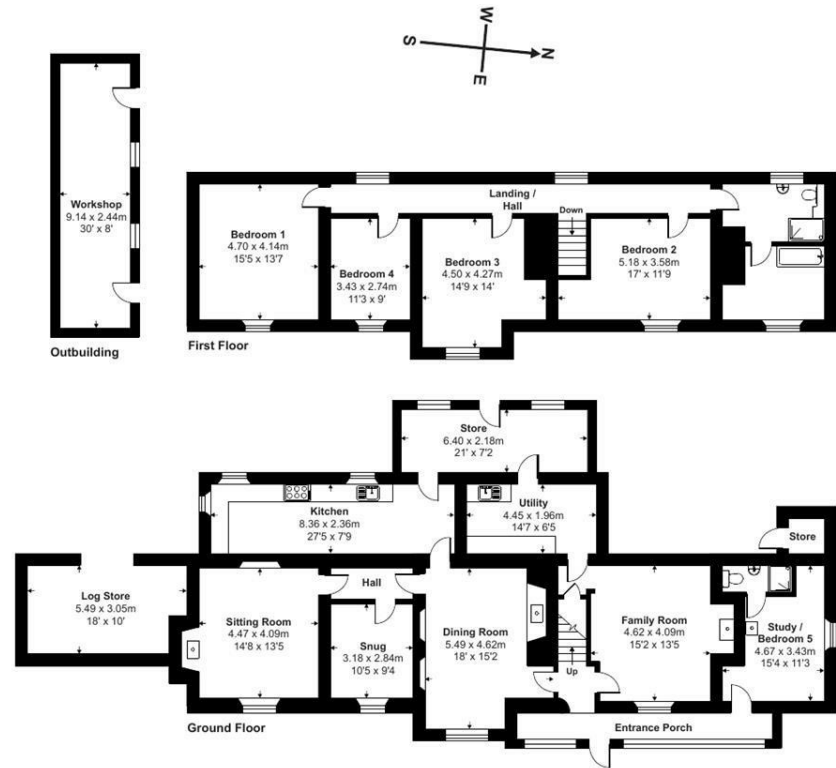 W
S
N
E
Workshop
9.14 x 2.44m
30' x 8'
Outbuilding
Landing /
Hall
Down
Bedroom 1
4.70 x 4.14m
15'5 x 13'7
Bedroom 4
3.43 x 2.74m
11'3 x 9'
Bedroom 3
4.50 x 4.27m
14'9 x 14'
Bedroom 2
5.18 x 3.58m
17' x 11'9
First Floor
Store
6.40 x 2.18m
21' x 7'2
Kitchen
8.36 x 2.36m
27'5 x 7'9
Utility
4.45 x 1.96m
14'7 x 6'5
Store
Log Store
5.49 x 3.05m
18' x 10'
Sitting Room
4.47 x 4.09m
14'8 x 13'5
Hall
Snug
3.18 x 2.84m
10'5 x 9'4
Dining Room
5.49 x 4.62m
18' x 15'2
Up
Family Room
4.62 x 4.09m
15'2 x 13'5
Study /
Bedroom 5
4.67 x 3.43m
15'4 x 11'3
Entrance Porch
Ground Floor